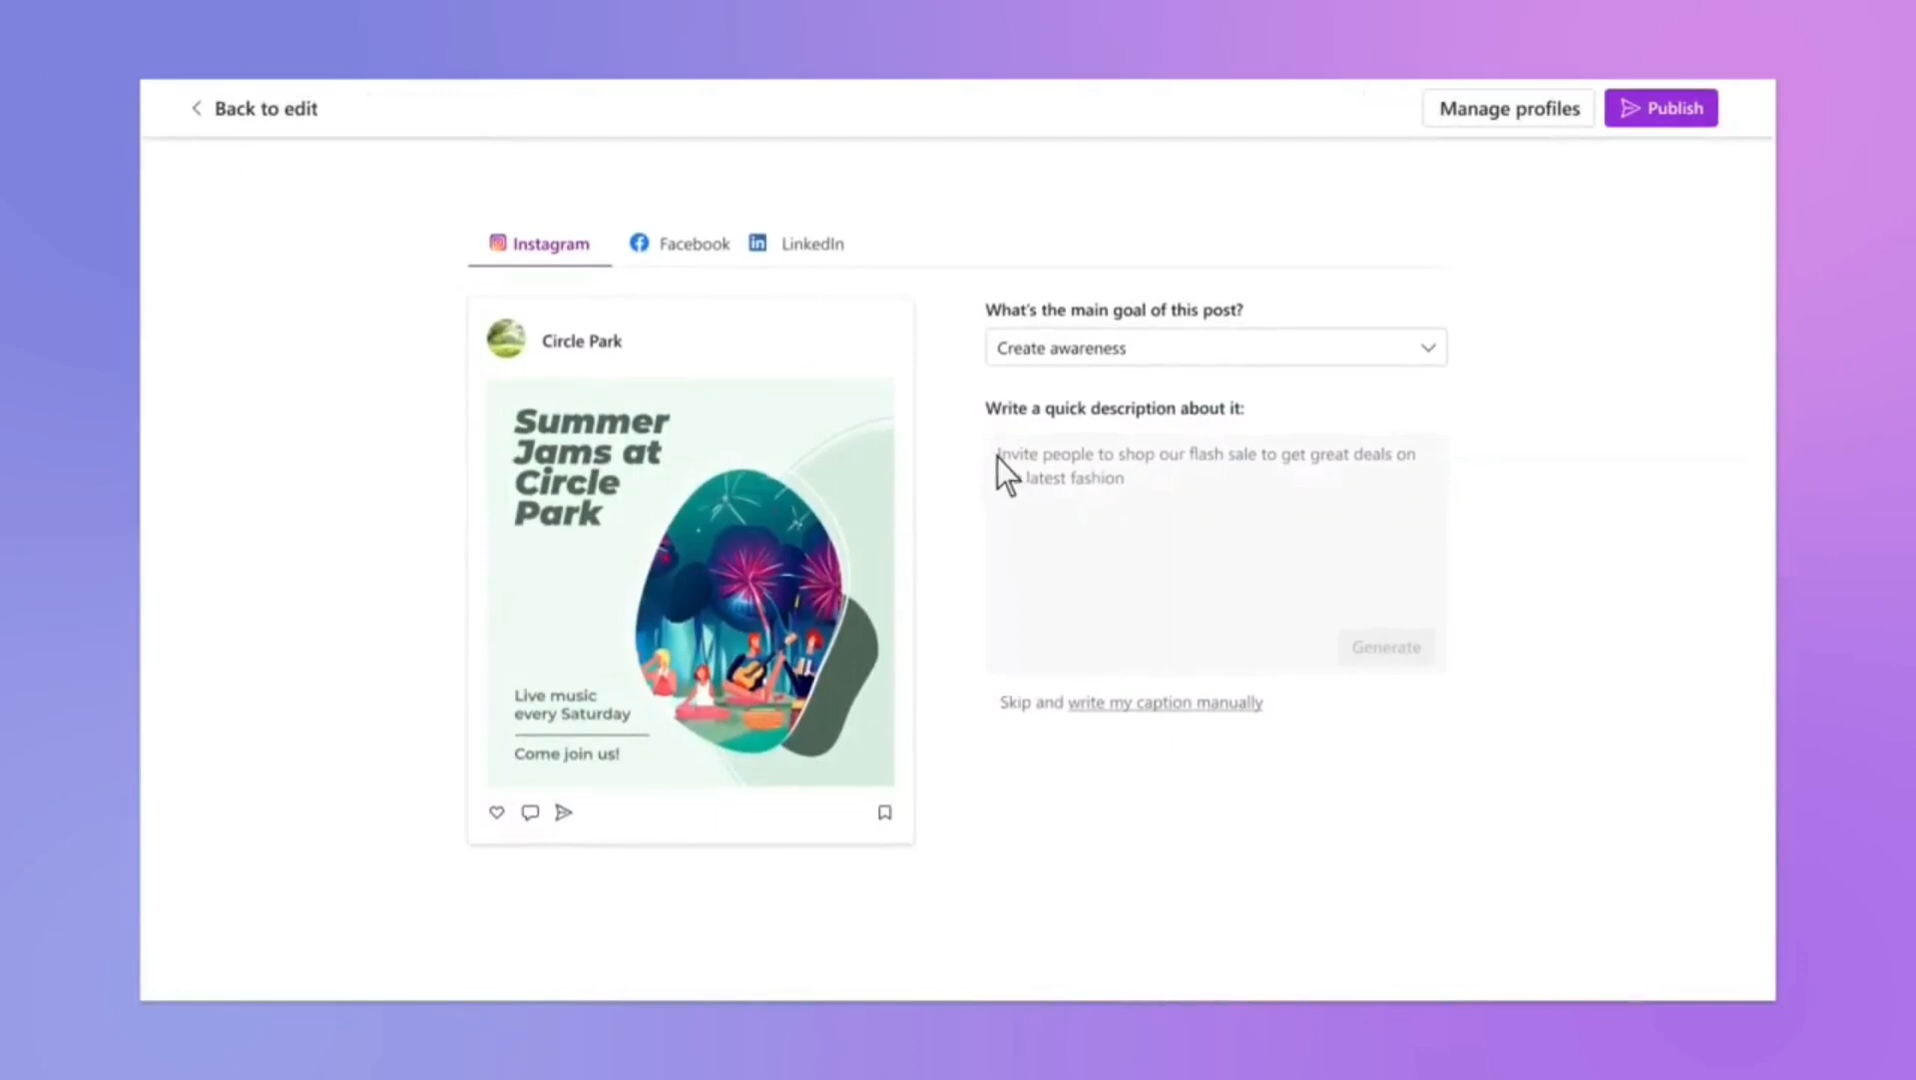 Back to edit
Manage profiles
Publish
Instagram
Facebook
LinkedIn
Circle Park
Summer
Jams at
Circle
Park
Live music
every Saturday
Come join us!
What's the main goal of this post?
Create awareness
Write a quick description about it:
Invite people to shop our flash sale to get great deals on
latest fashion
Generate
Skip and write my caption manually